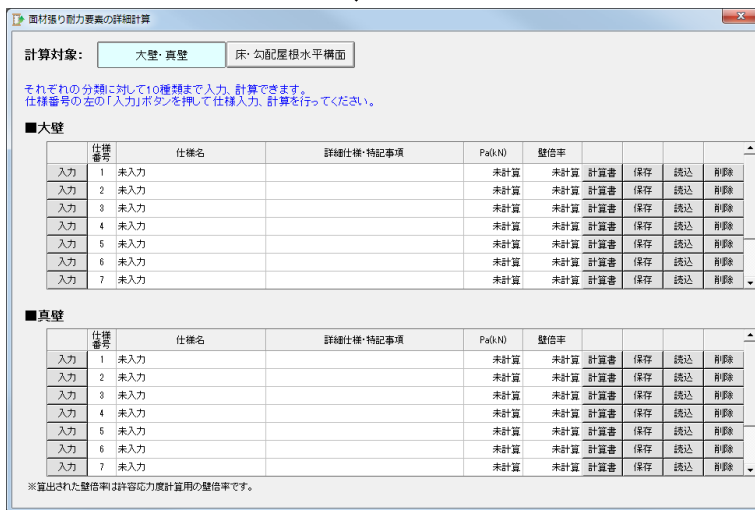 面材張り耐力要素の詳細計算
計算対象: 大壁・真壁 床・勾配屋根水平構面
それぞれの分類に対して10種類まで入力、計算できます。
仕様番号の左の「入力」ボタンを押して仕様入力、計算を行ってください。
■大壁
仕様番号 仕様名 詳細仕様・特記事項 Pa(kN) 壁倍率
入力 1 未入力 未計算 未計算 計算書 保存 読込 削除
入力 2 未入力 未計算 未計算 計算書 保存 読込 削除
入力 3 未入力 未計算 未計算 計算書 保存 読込 削除
入力 4 未入力 未計算 未計算 計算書 保存 読込 削除
入力 5 未入力 未計算 未計算 計算書 保存 読込 削除
入力 6 未入力 未計算 未計算 計算書 保存 読込 削除
入力 7 未入力 未計算 未計算 計算書 保存 読込 削除
■真壁
仕様番号 仕様名 詳細仕様・特記事項 Pa(kN) 壁倍率
入力 1 未入力 未計算 未計算 計算書 保存 読込 削除
入力 2 未入力 未計算 未計算 計算書 保存 読込 削除
入力 3 未入力 未計算 未計算 計算書 保存 読込 削除
入力 4 未入力 未計算 未計算 計算書 保存 読込 削除
入力 5 未入力 未計算 未計算 計算書 保存 読込 削除
入力 6 未入力 未計算 未計算 計算書 保存 読込 削除
入力 7 未入力 未計算 未計算 計算書 保存 読込 削除
※算出された壁倍率は許容応力度計算用の壁倍率です。